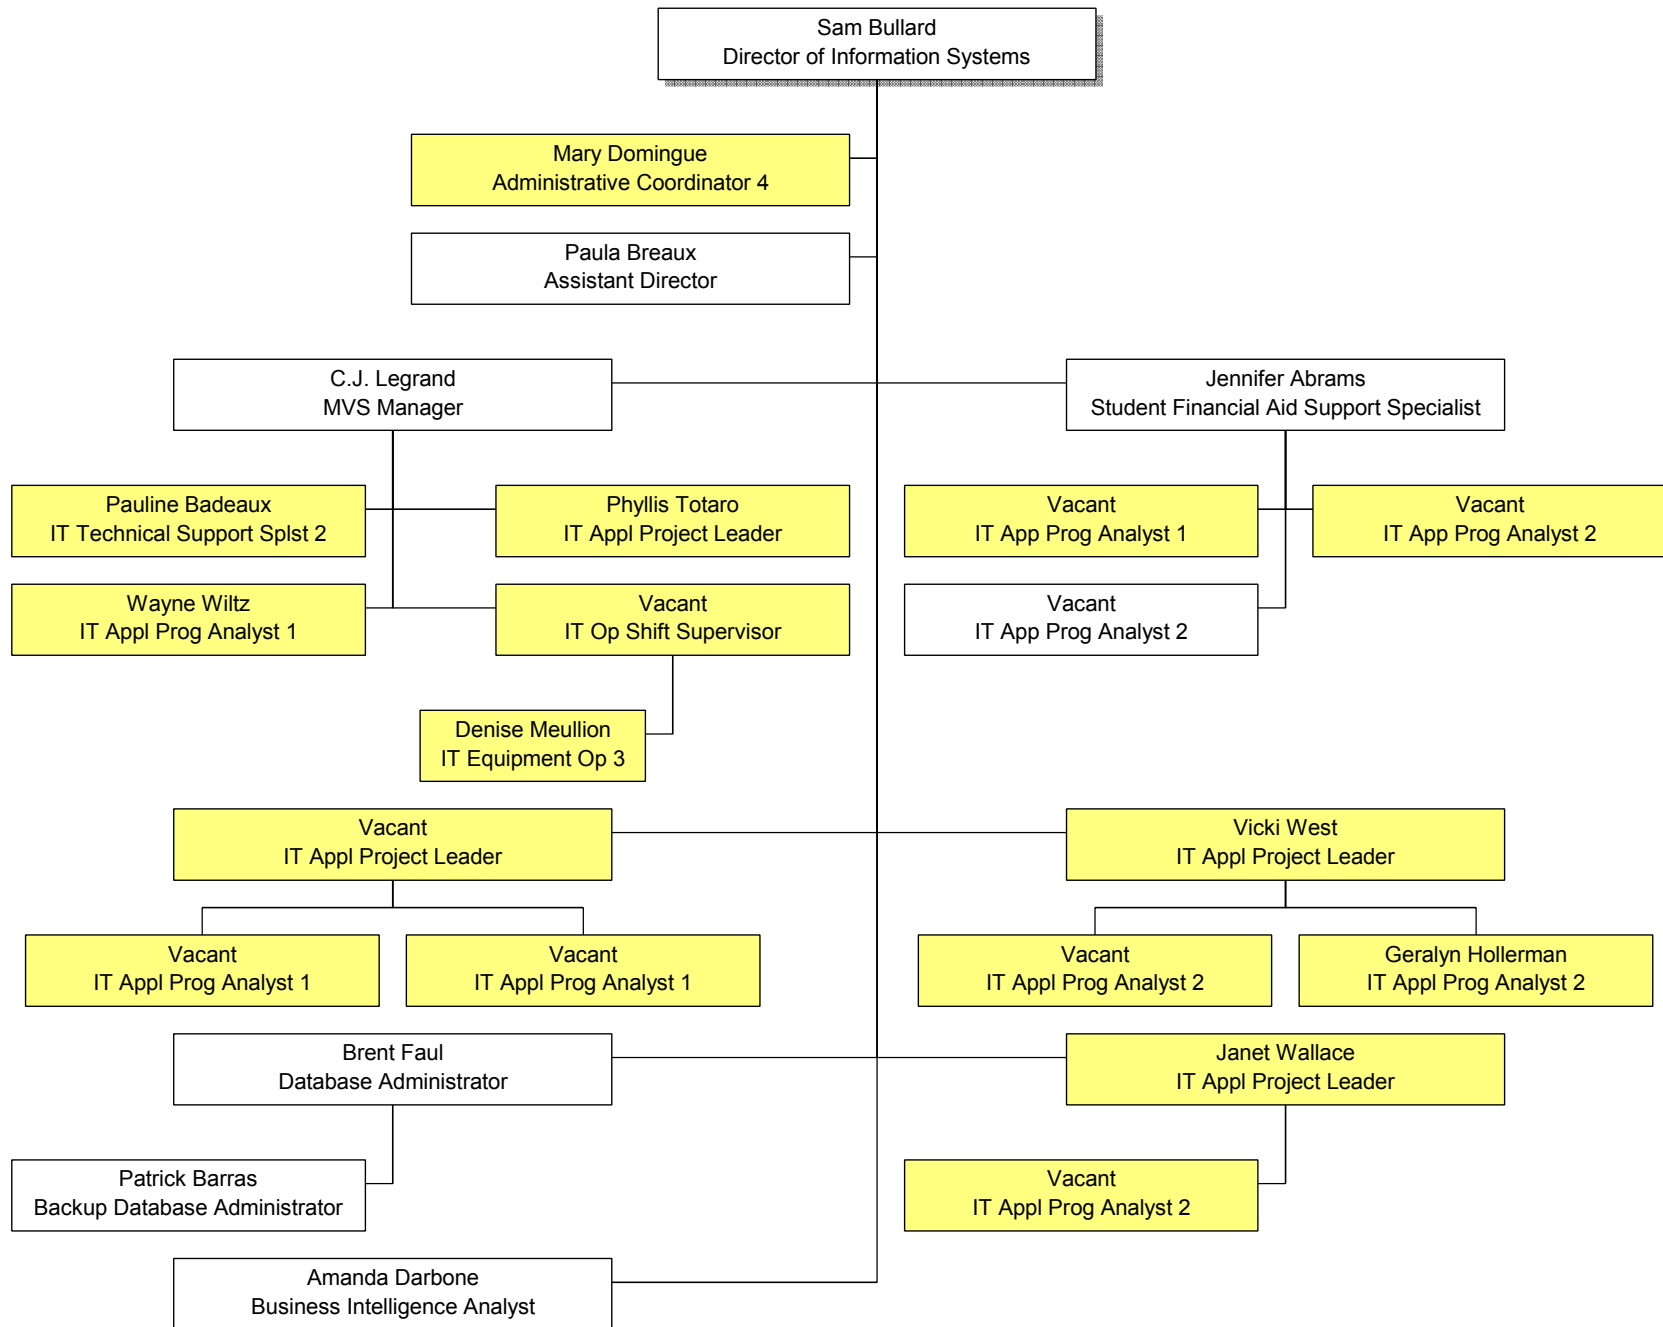 Sam Bullard
Director of Information Systems
Mary Domingue
Administrative Coordinator 4
Paula Breaux
Assistant Director
C.J. Legrand
MVS Manager
Jennifer Abrams
Student Financial Aid Support Specialist
Pauline Badeaux
IT Technical Support Splst 2
Phyllis Totaro
IT Appl Project Leader
Vacant
IT App Prog Analyst 1
Vacant
IT App Prog Analyst 2
Wayne Wiltz
IT Appl Prog Analyst 1
Vacant
IT Op Shift Supervisor
Vacant
IT App Prog Analyst 2
Denise Meullion
IT Equipment Op 3
Vacant
IT Appl Project Leader
Vicki West
IT Appl Project Leader
Vacant
IT Appl Prog Analyst 1
Vacant
IT Appl Prog Analyst 1
Vacant
IT Appl Prog Analyst 2
Geralyn Hollerman
IT Appl Prog Analyst 2
Brent Faul
Database Administrator
Janet Wallace
IT Appl Project Leader
Patrick Barras
Backup Database Administrator
Vacant
IT Appl Prog Analyst 2
Amanda Darbone
Business Intelligence Analyst